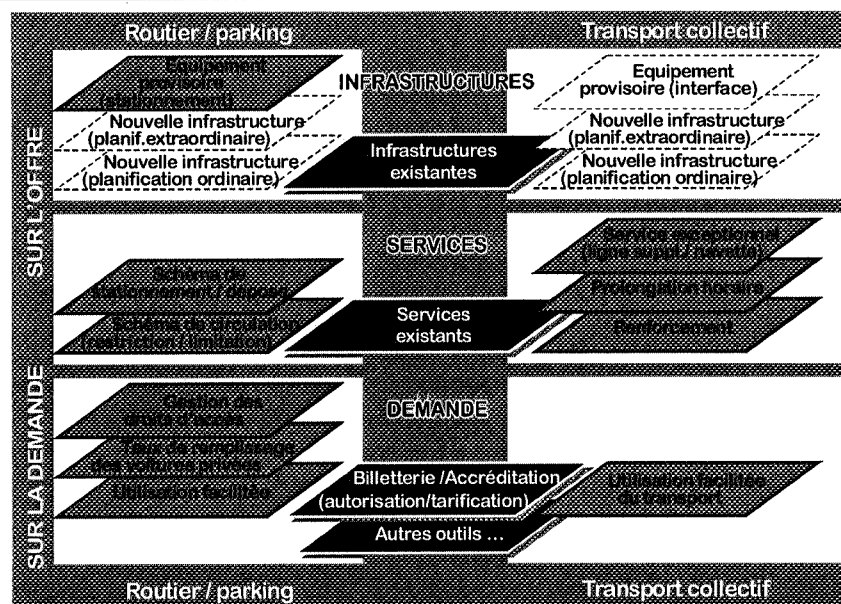 Routier / parking
Transport collectif
SUR L'OFFRE
INFRASTRUCTURES
Equipement
provisoire
(stationnement)
Nouvelle infrastructure
(planif.extraordinaire)
Nouvelle infrastructure
(planification ordinaire)
Infrastructures
existantes
Equipement
provisoire (interface)
Nouvelle infrastructure
(planif.extraordinaire)
Nouvelle infrastructure
(planification ordinaire)
SERVICES
Schéma de
stationnement / dépose
Schéma de circulation
(restriction / limitation)
Services
existants
Service exceptionnel
(ligne suppl./ navette)
Prolongation horaire
Renforcement
SUR LA DEMANDE
DEMANDE
Gestion des
droits d'accès
Taux de remplissage
des voitures privées
Utilisation facilitée
Billetterie /Accréditation
(autorisation/tarification)
Autres outils ...
Utilisation facilitée
du transport
Routier / parking
Transport collectif